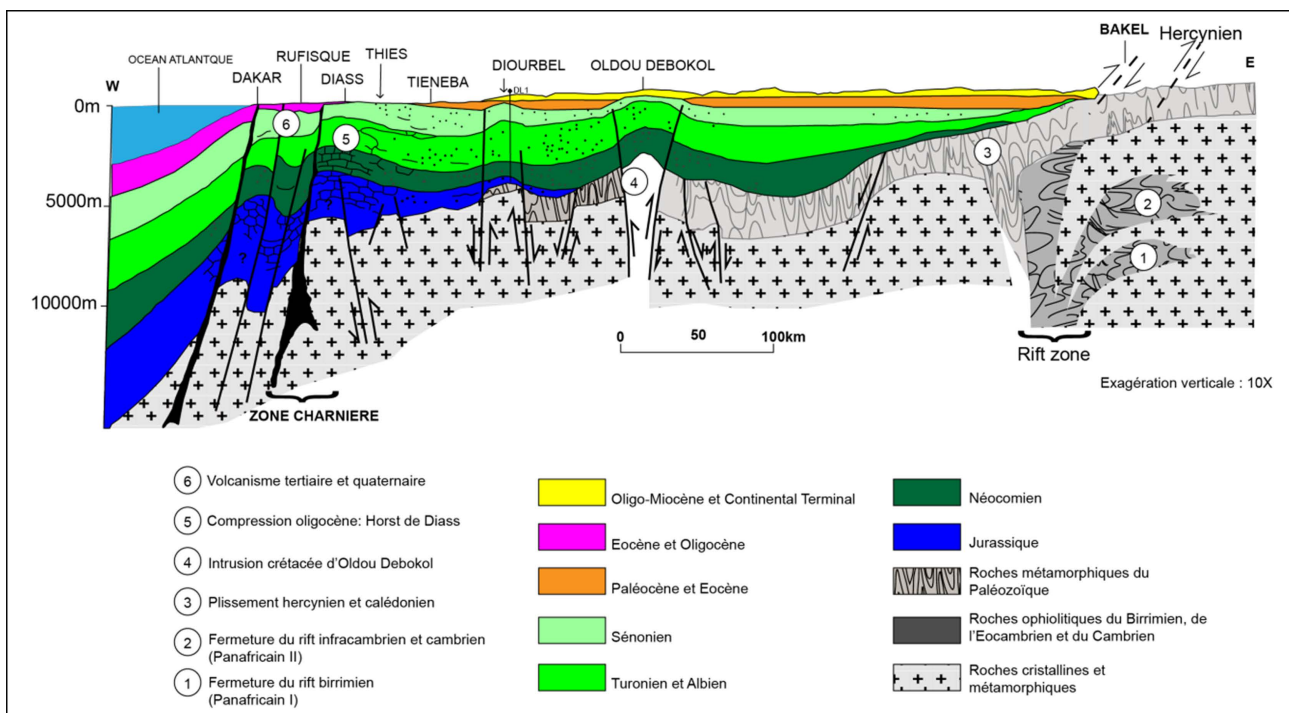 BAKEL
Hercynien
RUFISQUE
THIES
OCEAN ATLANTQUE
DIOURBEL
OLDOU DEBOKOL
W
DAKAR
DIASS
TIENEBA
E
DL1
0m
6
5
3
4
5000m
2
?
?
1
10000m
0 50 100km
Rift zone
Exagération verticale : 10X
ZONE CHARNIERE
6 Volcanisme tertiaire et quaternaire
5 Compression oligocène: Horst de Diass
4 Intrusion crétacée d'Oldou Debokol
3 Plissement hercynien et calédonien
2 Fermeture du rift infracambrien et cambrien
(Panafricain II)
1 Fermeture du rift birrimien
(Panafricain I)
Oligo-Miocène et Continental Terminal
Eocène et Oligocène
Paléocène et Eocène
Sénonien
Turonien et Albien
Néocomien
Jurassique
Roches métamorphiques du
Paléozoïque
Roches ophiolitiques du Birrimien, de
l'Eocambrien et du Cambrien
Roches cristallines et
métamorphiques